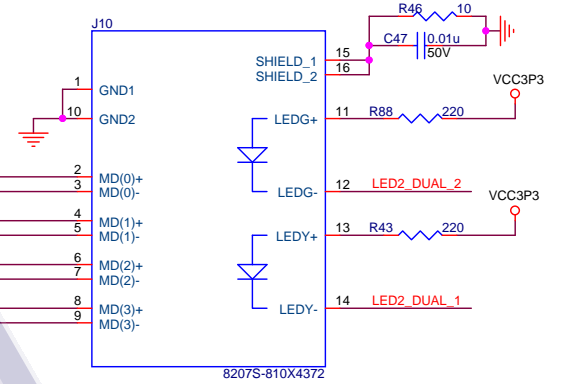 J10
R46 10
C47 0.01u
50V
SHIELD_1 15
SHIELD_2 16
VCC3P3
1 GND1
10 GND2
LEDG+ 11 R88 220
2 MD(0)+
3 MD(0)-
LEDG- 12 LED2_DUAL_2
VCC3P3
4 MD(1)+
5 MD(1)-
LEDY+ 13 R43 220
6 MD(2)+
7 MD(2)-
8 MD(3)+
9 MD(3)-
LEDY- 14 LED2_DUAL_1
8207S-810X4372